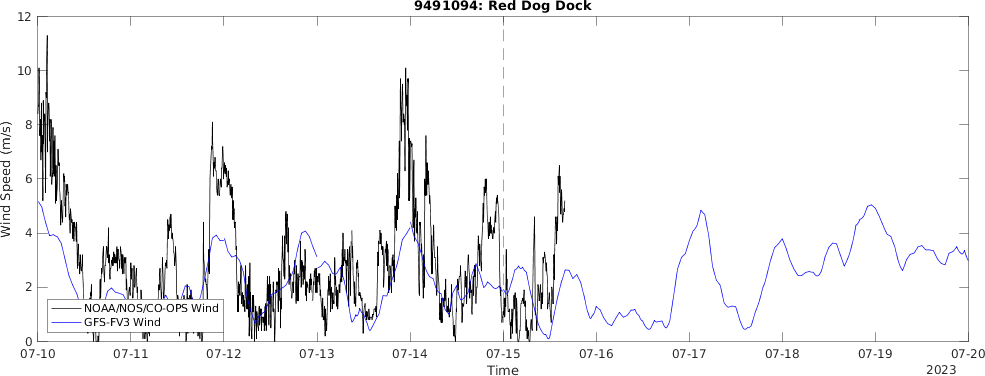 9491094: Red Dog Dock
12
10
8
6
4
2
0
Wind Speed (m/s)
NOAA/NOS/CO-OPS Wind
GFS-FV3 Wind
07-10 07-11 07-12 07-13 07-14 07-15 07-16 07-17 07-18 07-19 07-20
Time
2023